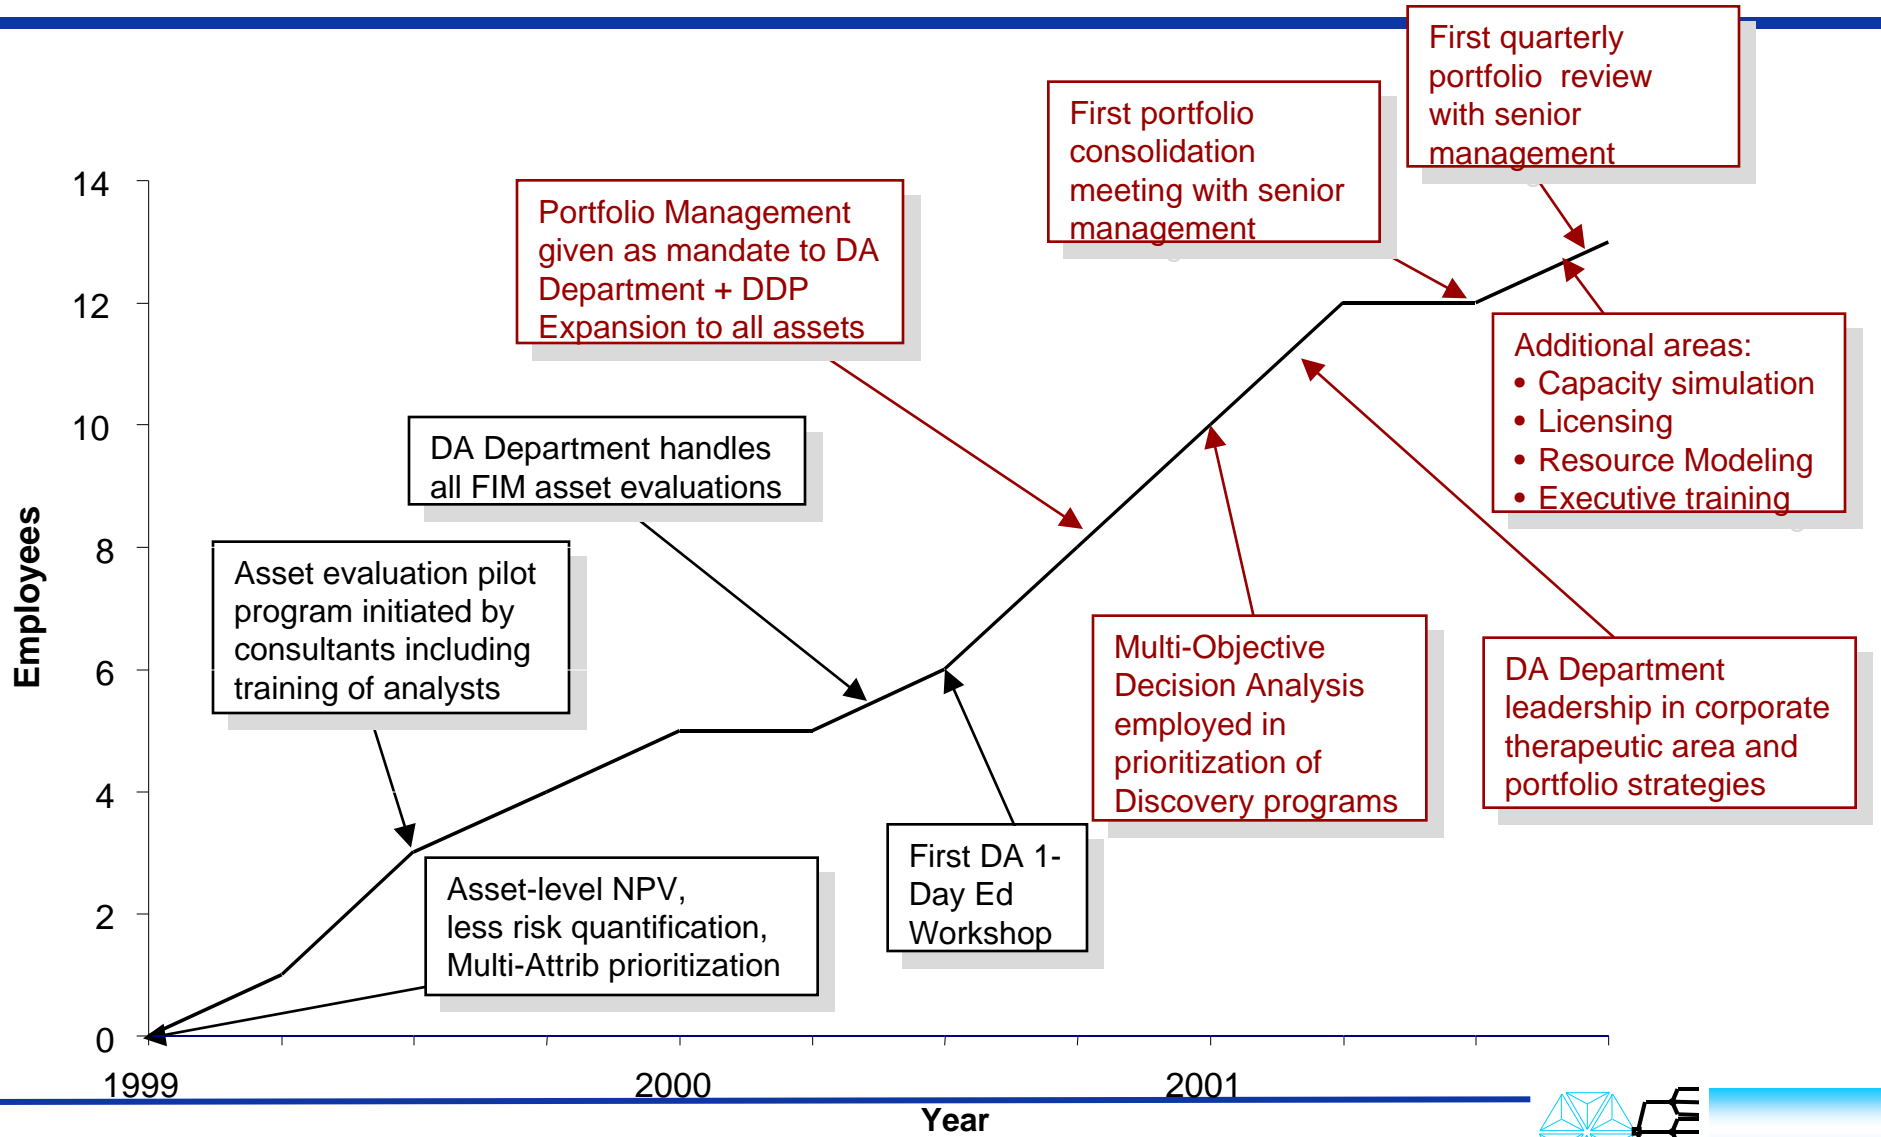 First quarterly
portfolio  review
with senior
management
First portfolio
consolidation
meeting with senior
management
Portfolio Management
given as mandate to DA
Department + DDP
Expansion to all assets
Additional areas:
• Capacity simulation
• Licensing
• Resource Modeling
• Executive training
DA Department handles
all FIM asset evaluations
Asset evaluation pilot
program initiated by
consultants including
training of analysts
Multi-Objective
Decision Analysis
employed in
prioritization of
Discovery programs
DA Department
leadership in corporate
therapeutic area and
portfolio strategies
First DA 1-
Day Ed
Workshop
Asset-level NPV,
less risk quantification,
Multi-Attrib prioritization
Employees
14
12
10
8
6
4
2
0
1999
2000
2001
Year